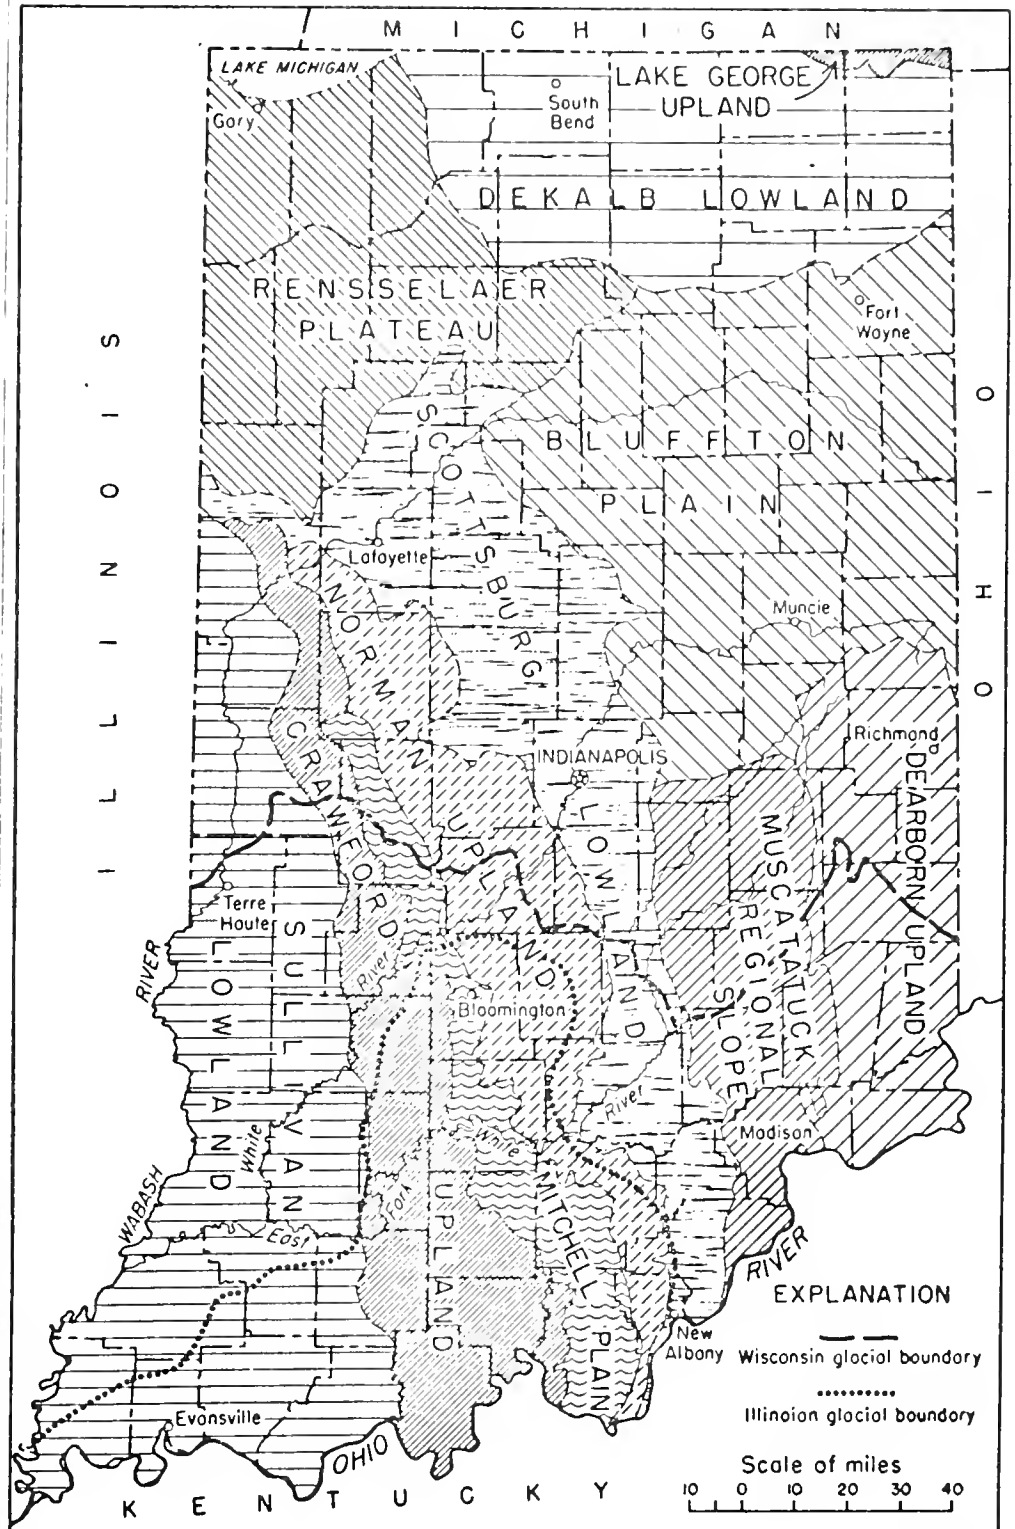 MICHIGAN
LAKE MICHIGAN
Gary
South
Bend
LAKE GEORGE
UPLAND
DEKALB LOWLAND
RENSSELAER
PLATEAU
Fort
Wayne
ILLINOIS
OHIO
BLUFFTON
PLAIN
SCOTTSBURG LOWLAND
Lafayette
Muncie
NORMAN UPLAND
CRAWFORD UPLAND
INDIANAPOLIS
Richmond
DEARBORN UPLAND
MUSCATATUCK
REGIONAL
SLOPE
Terre
Haute
SULLIVAN
LOWLAND
WABASH RIVER
River
Bloomington
White
River
White
Fork
East
Madison
MITCHELL PLAIN
RIVER
New
Albany
Evansville
OHIO
KENTUCKY
EXPLANATION
Wisconsin glacial boundary
Illinoian glacial boundary
Scale of miles
10 0 10 20 30 40